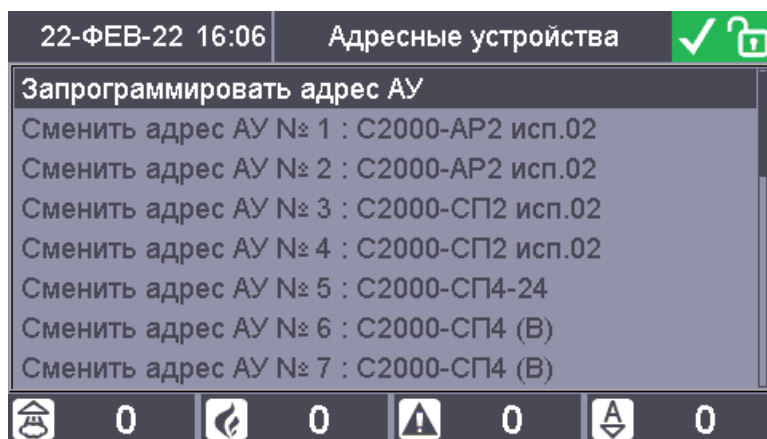 22-ФЕВ-22 16:06 Адресные устройства
Запрограммировать адрес АУ
Сменить адрес АУ № 1 : С2000-АР2 исп.02
Сменить адрес АУ № 2 : С2000-АР2 исп.02
Сменить адрес АУ № 3 : С2000-СП2 исп.02
Сменить адрес АУ № 4 : С2000-СП2 исп.02
Сменить адрес АУ № 5 : С2000-СП4-24
Сменить адрес АУ № 6 : С2000-СП4 (В)
Сменить адрес АУ № 7 : С2000-СП4 (В)
0 0 0 А 0